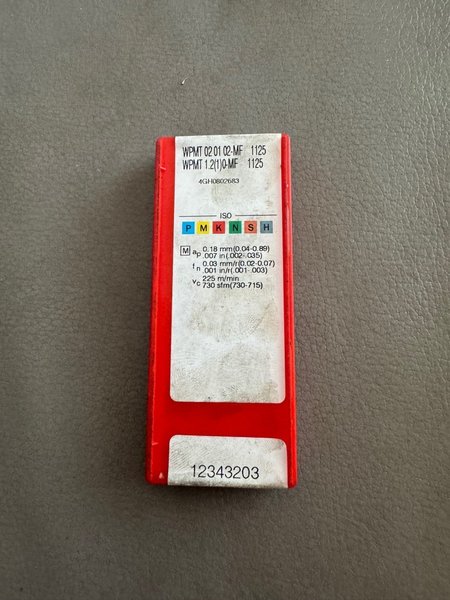 WPMT 02 01 02-MF 1125
WPMT 1.2(1)0-MF 1125
4GH0802683
ISO
P M K N S H
M ap 0.18 mm(0.04-0.89)
.007 in(.002-.035)
fn 0.03 mm/r(0.02-0.07)
.001 in/r(.001-.003)
vc 225 m/min
730 sfm(730-715)
12343203